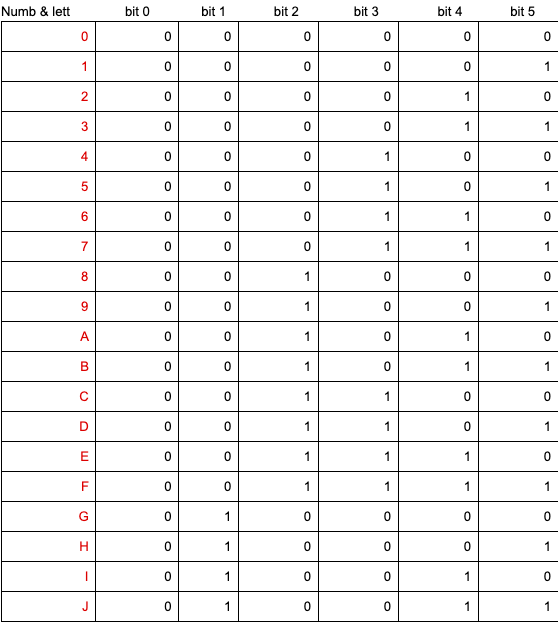 Numb & lett bit 0 bit 1 bit 2 bit 3 bit 4 bit 5
0 0 0 0 0 0 0
1 0 0 0 0 0 1
2 0 0 0 0 1 0
3 0 0 0 0 1 1
4 0 0 0 1 0 0
5 0 0 0 1 0 1
6 0 0 0 1 1 0
7 0 0 0 1 1 1
8 0 0 1 0 0 0
9 0 0 1 0 0 1
A 0 0 1 0 1 0
B 0 0 1 0 1 1
C 0 0 1 1 0 0
D 0 0 1 1 0 1
E 0 0 1 1 1 0
F 0 0 1 1 1 1
G 0 1 0 0 0 0
H 0 1 0 0 0 1
I 0 1 0 0 1 0
J 0 1 0 0 1 1